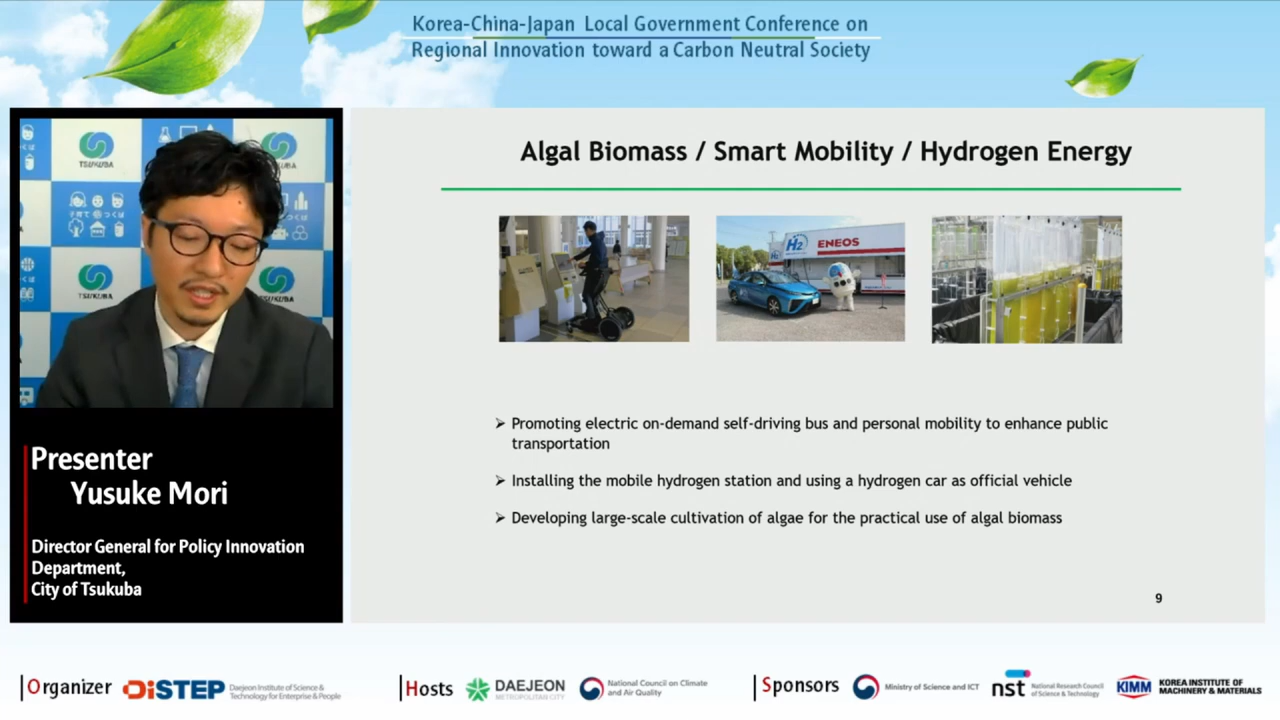 Korea-China-Japan Local Government Conference on
Regional Innovation toward a Carbon Neutral Society
TSUKUBA
TSUKUBA
TSUKUBA
Presenter
Yusuke Mori
Director General for Policy Innovation
Department,
City of Tsukuba
Algal Biomass / Smart Mobility / Hydrogen Energy
H2
ENEOS
➢ Promoting electric on-demand self-driving bus and personal mobility to enhance public
transportation
➢ Installing the mobile hydrogen station and using a hydrogen car as official vehicle
➢ Developing large-scale cultivation of algae for the practical use of algal biomass
9
Organizer
DISTEP
Daejeon Institute of Science &
Technology for Enterprise & People
Hosts
DAEJEON
METROPOLITAN CITY
National Council on Climate
and Air Quality
Sponsors
Ministry of Science and ICT
nst
National Research Council
of Science & Technology
KIMM
KOREA INSTITUTE OF
MACHINERY & MATERIALS